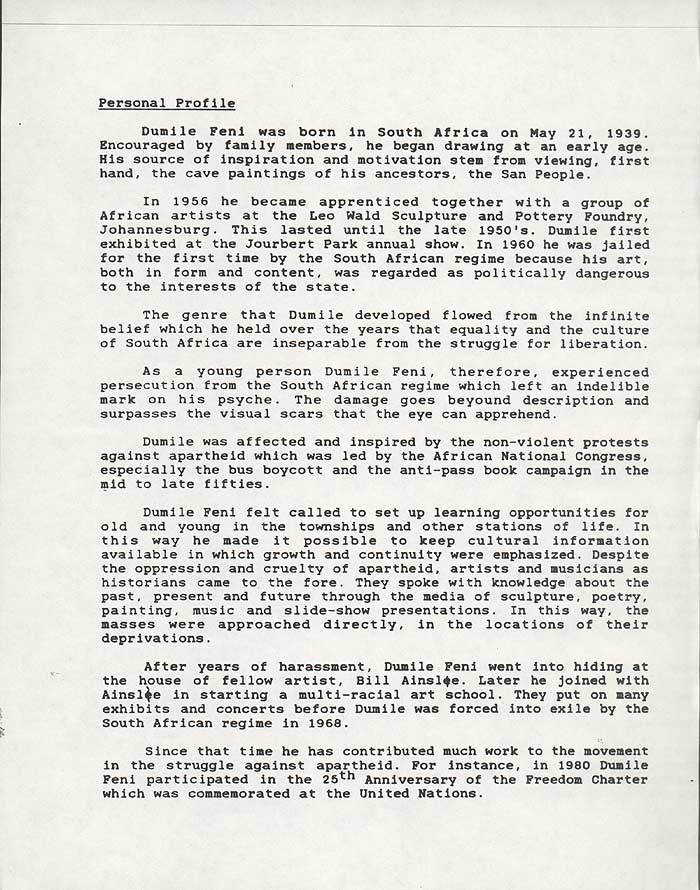 Personal Profile
Dumile Feni was born in South Africa on May 21, 1939.
Encouraged by family members, he began drawing at an early age.
His source of inspiration and motivation stem from viewing, first
hand, the cave paintings of his ancestors, the San People.
In 1956 he became apprenticed together with a group of
African artists at the Leo Wald Sculpture and Pottery Foundry,
Johannesburg. This lasted until the late 1950's. Dumile first
exhibited at the Jourbert Park annual show. In 1960 he was jailed
for the first time by the South African regime because his art,
both in form and content, was regarded as politically dangerous
to the interests of the state.
The genre that Dumile developed flowed from the infinite
belief which he held over the years that equality and the culture
of South Africa are inseparable from the struggle for liberation.
As a young person Dumile Feni, therefore, experienced
persecution from the South African regime which left an indelible
mark on his psyche. The damage goes beyound description and
surpasses the visual scars that the eye can apprehend.
Dumile was affected and inspired by the non-violent protests
against apartheid which was led by the African National Congress,
especially the bus boycott and the anti-pass book campaign in the
mid to late fifties.
Dumile Feni felt called to set up learning opportunities for
old and young in the townships and other stations of life. In
this way he made it possible to keep cultural information
available in which growth and continuity were emphasized. Despite
the oppression and cruelty of apartheid, artists and musicians as
historians came to the fore. They spoke with knowledge about the
past, present and future through the media of sculpture, poetry,
painting, music and slide-show presentations. In this way, the
masses were approached directly, in the locations of their
deprivations.
After years of harassment, Dumile Feni went into hiding at
the house of fellow artist, Bill Ainslie. Later he joined with
Ainslie in starting a multi-racial art school. They put on many
exhibits and concerts before Dumile was forced into exile by the
South African regime in 1968.
Since that time he has contributed much work to the movement
in the struggle against apartheid. For instance, in 1980 Dumile
Feni participated in the 25th Anniversary of the Freedom Charter
which was commemorated at the United Nations.